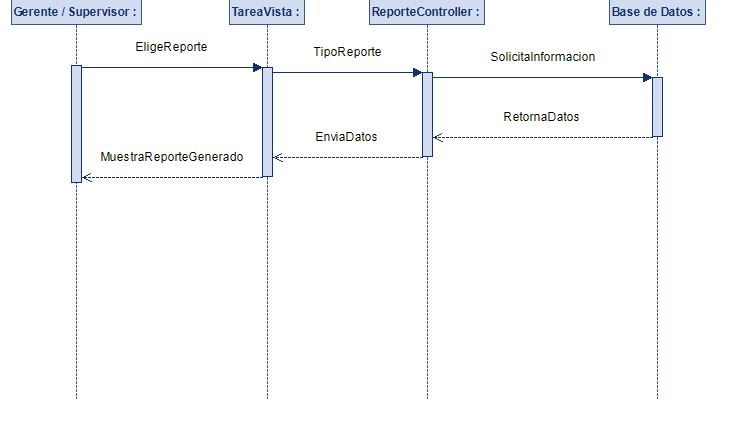 Gerente / Supervisor :
TareaVista :
ReporteController :
Base de Datos :
EligeReporte
TipoReporte
SolicitaInformacion
RetornaDatos
EnviaDatos
MuestraReporteGenerado